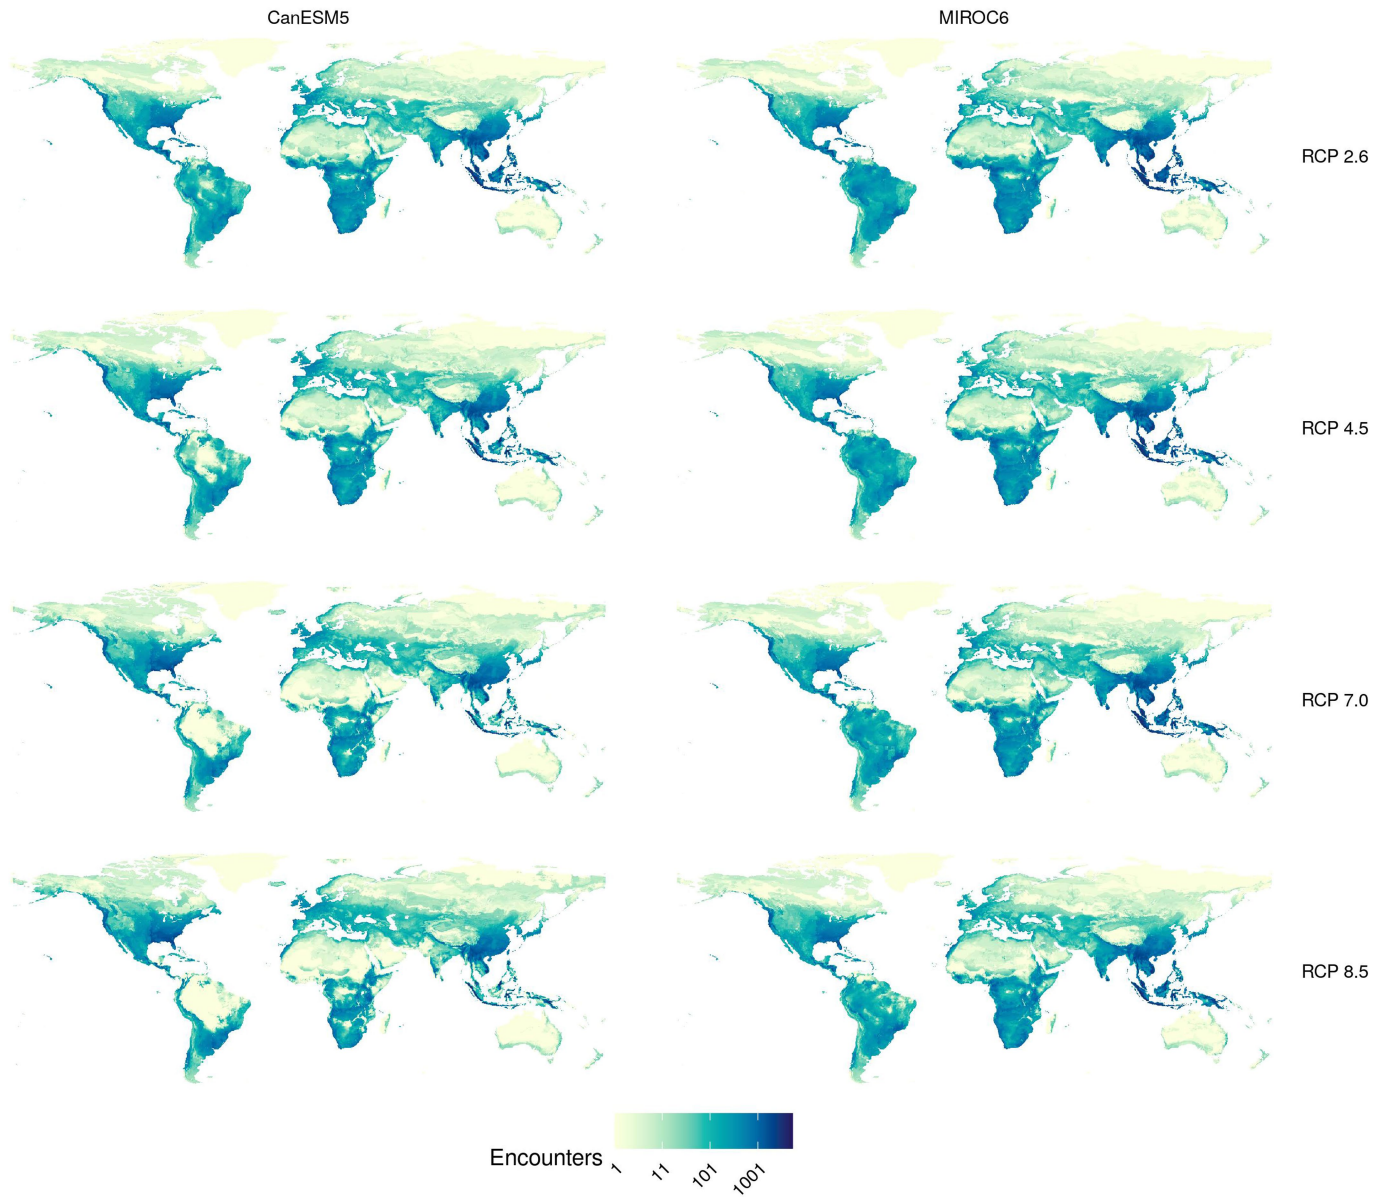 CanESM5
MIROC6
RCP 2.6
RCP 4.5
RCP 7.0
RCP 8.5
Encounters
1
11
101
1001